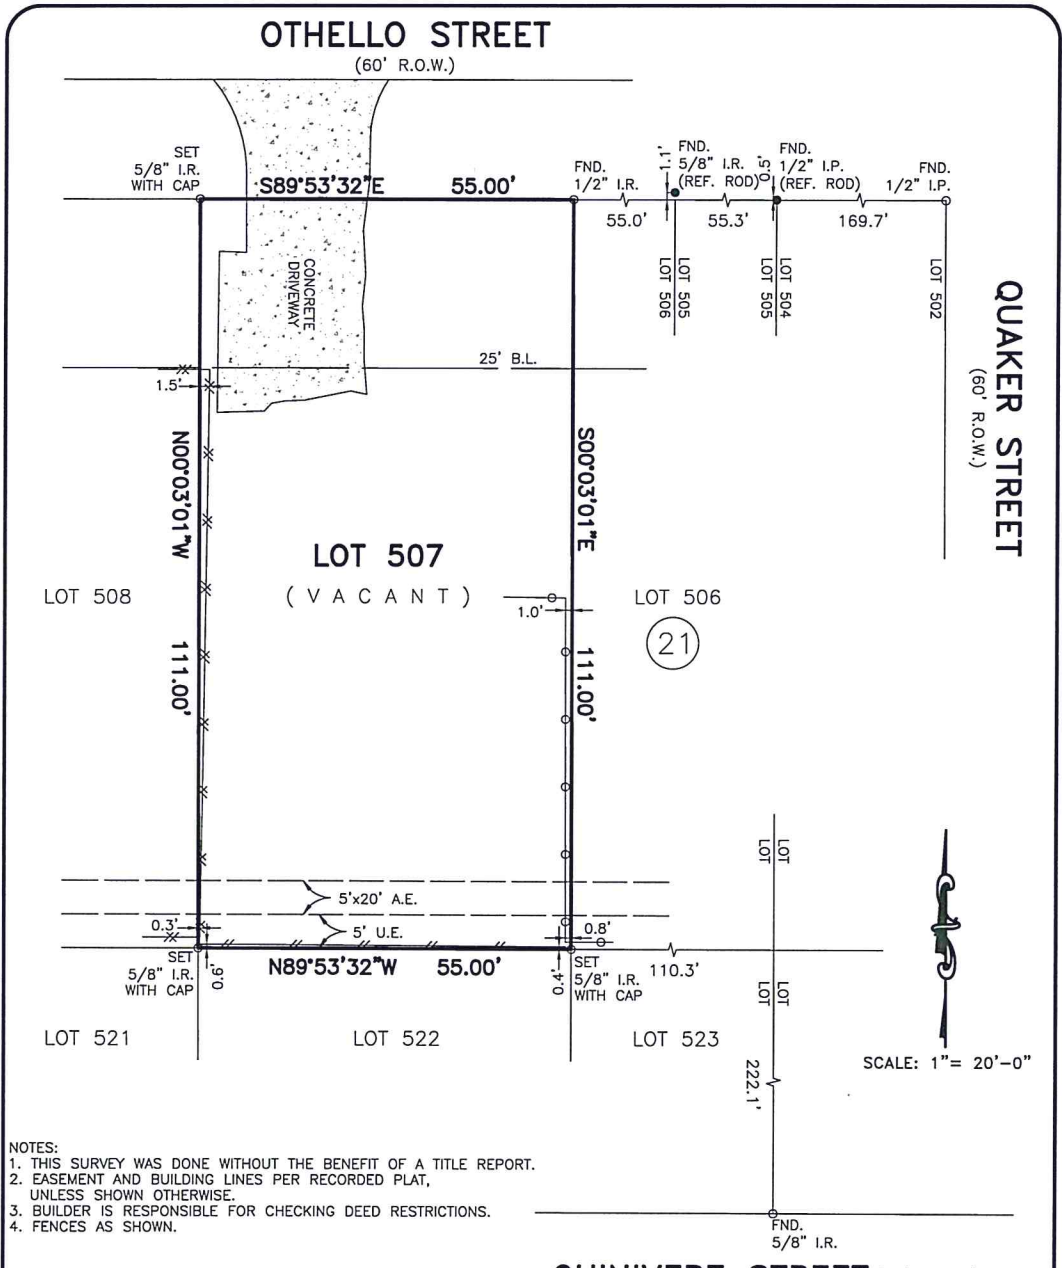 OTHELLO STREET
(60' R.O.W.)
SET
5/8" I.R.
WITH CAP
S89°53'32"E 55.00'
FND.
1/2" I.R.
1.1'
FND.
5/8" I.R.
(REF. ROD)
0.5'
FND.
1/2" I.P.
(REF. ROD)
FND.
1/2" I.P.
55.0'
55.3'
169.7'
LOT 506
LOT 505
LOT 505
LOT 504
LOT 502
QUAKER STREET
(60' R.O.W.)
CONCRETE
DRIVEWAY
25' B.L.
1.5'
N00°03'01"W 111.00'
S00°03'01"E 111.00'
LOT 507
(VACANT)
LOT 508
1.0'
LOT 506
21
LOT
LOT
5'x20' A.E.
5' U.E.
0.3'
0.8'
SET
5/8" I.R.
WITH CAP
0.6'
N89°53'32"W 55.00'
0.4'
SET
5/8" I.R.
WITH CAP
110.3'
LOT
LOT
LOT 521
LOT 522
LOT 523
222.1'
SCALE: 1"= 20'-0"
NOTES:
1. THIS SURVEY WAS DONE WITHOUT THE BENEFIT OF A TITLE REPORT.
2. EASEMENT AND BUILDING LINES PER RECORDED PLAT,
UNLESS SHOWN OTHERWISE.
3. BUILDER IS RESPONSIBLE FOR CHECKING DEED RESTRICTIONS.
4. FENCES AS SHOWN.
FND.
5/8" I.R.